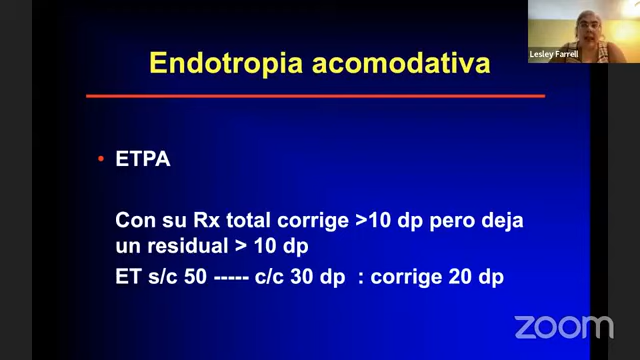 Lesley Farrell
Endotropia acomodativa
• ETPA
Con su Rx total corrige >10 dp pero deja
un residual > 10 dp
ET s/c 50 ----- c/c 30 dp : corrige 20 dp
zoom